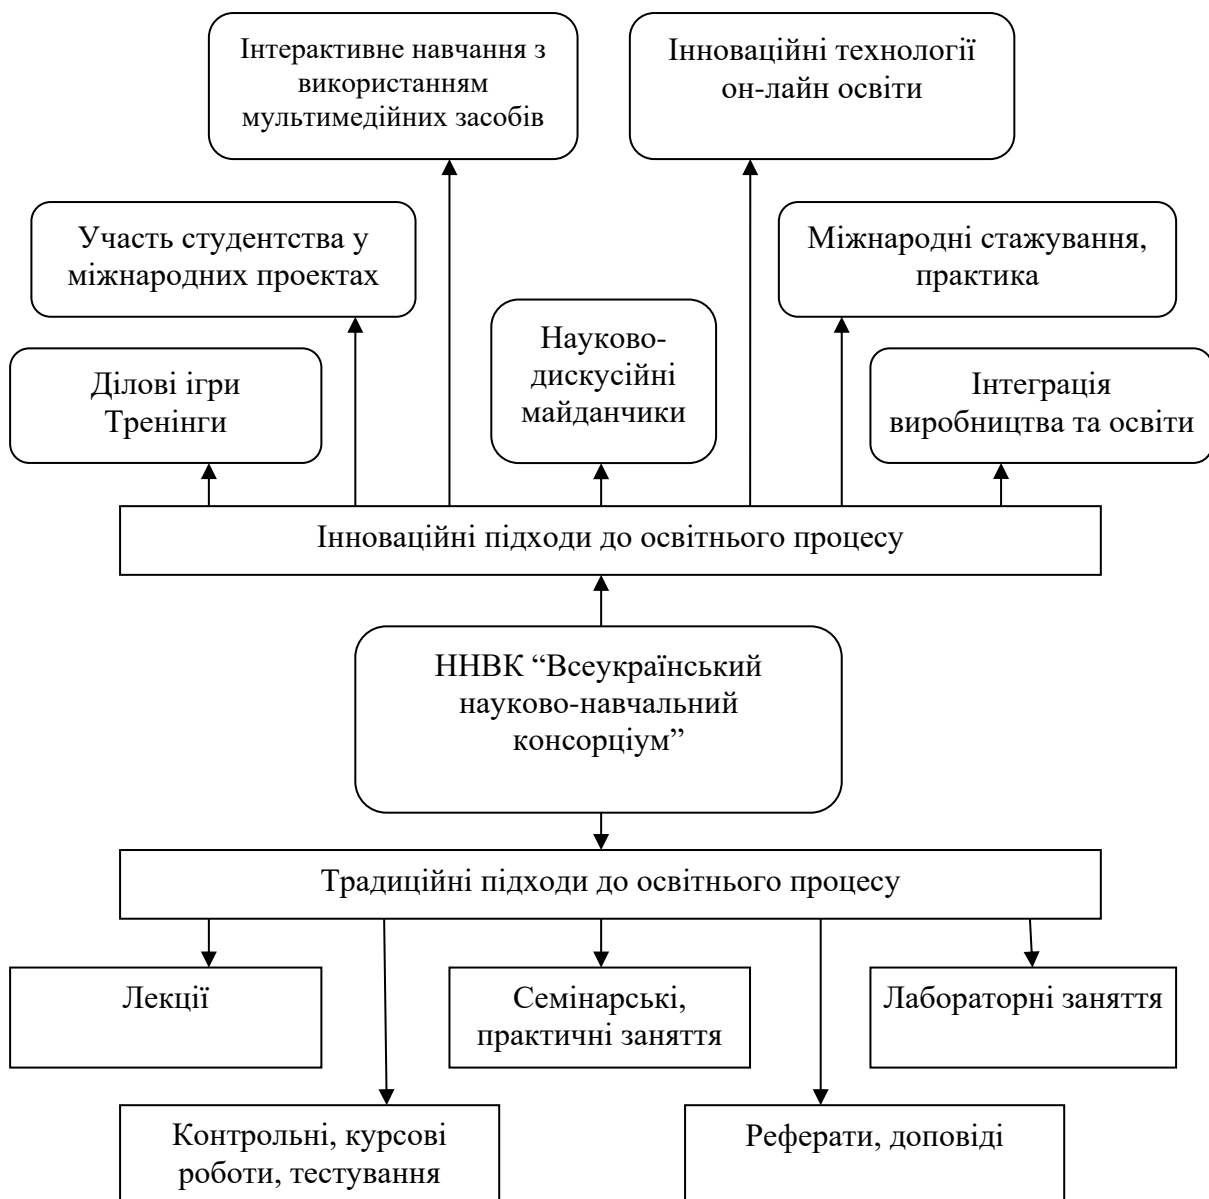 Інтерактивне навчання з
використанням
мультимедійних засобів
Інноваційні технології
он-лайн освіти
Участь студентства у
міжнародних проектах
Міжнародні стажування,
практика
Науково-
дискусійні
майданчики
Ділові ігри
Тренінги
Інтеграція
виробництва та освіти
Інноваційні підходи до освітнього процесу
ННВК “Всеукраїнський
науково-навчальний
консорціум”
Традиційні підходи до освітнього процесу
Лекції
Семінарські,
практичні заняття
Лабораторні заняття
Контрольні, курсові
роботи, тестування
Реферати, доповіді